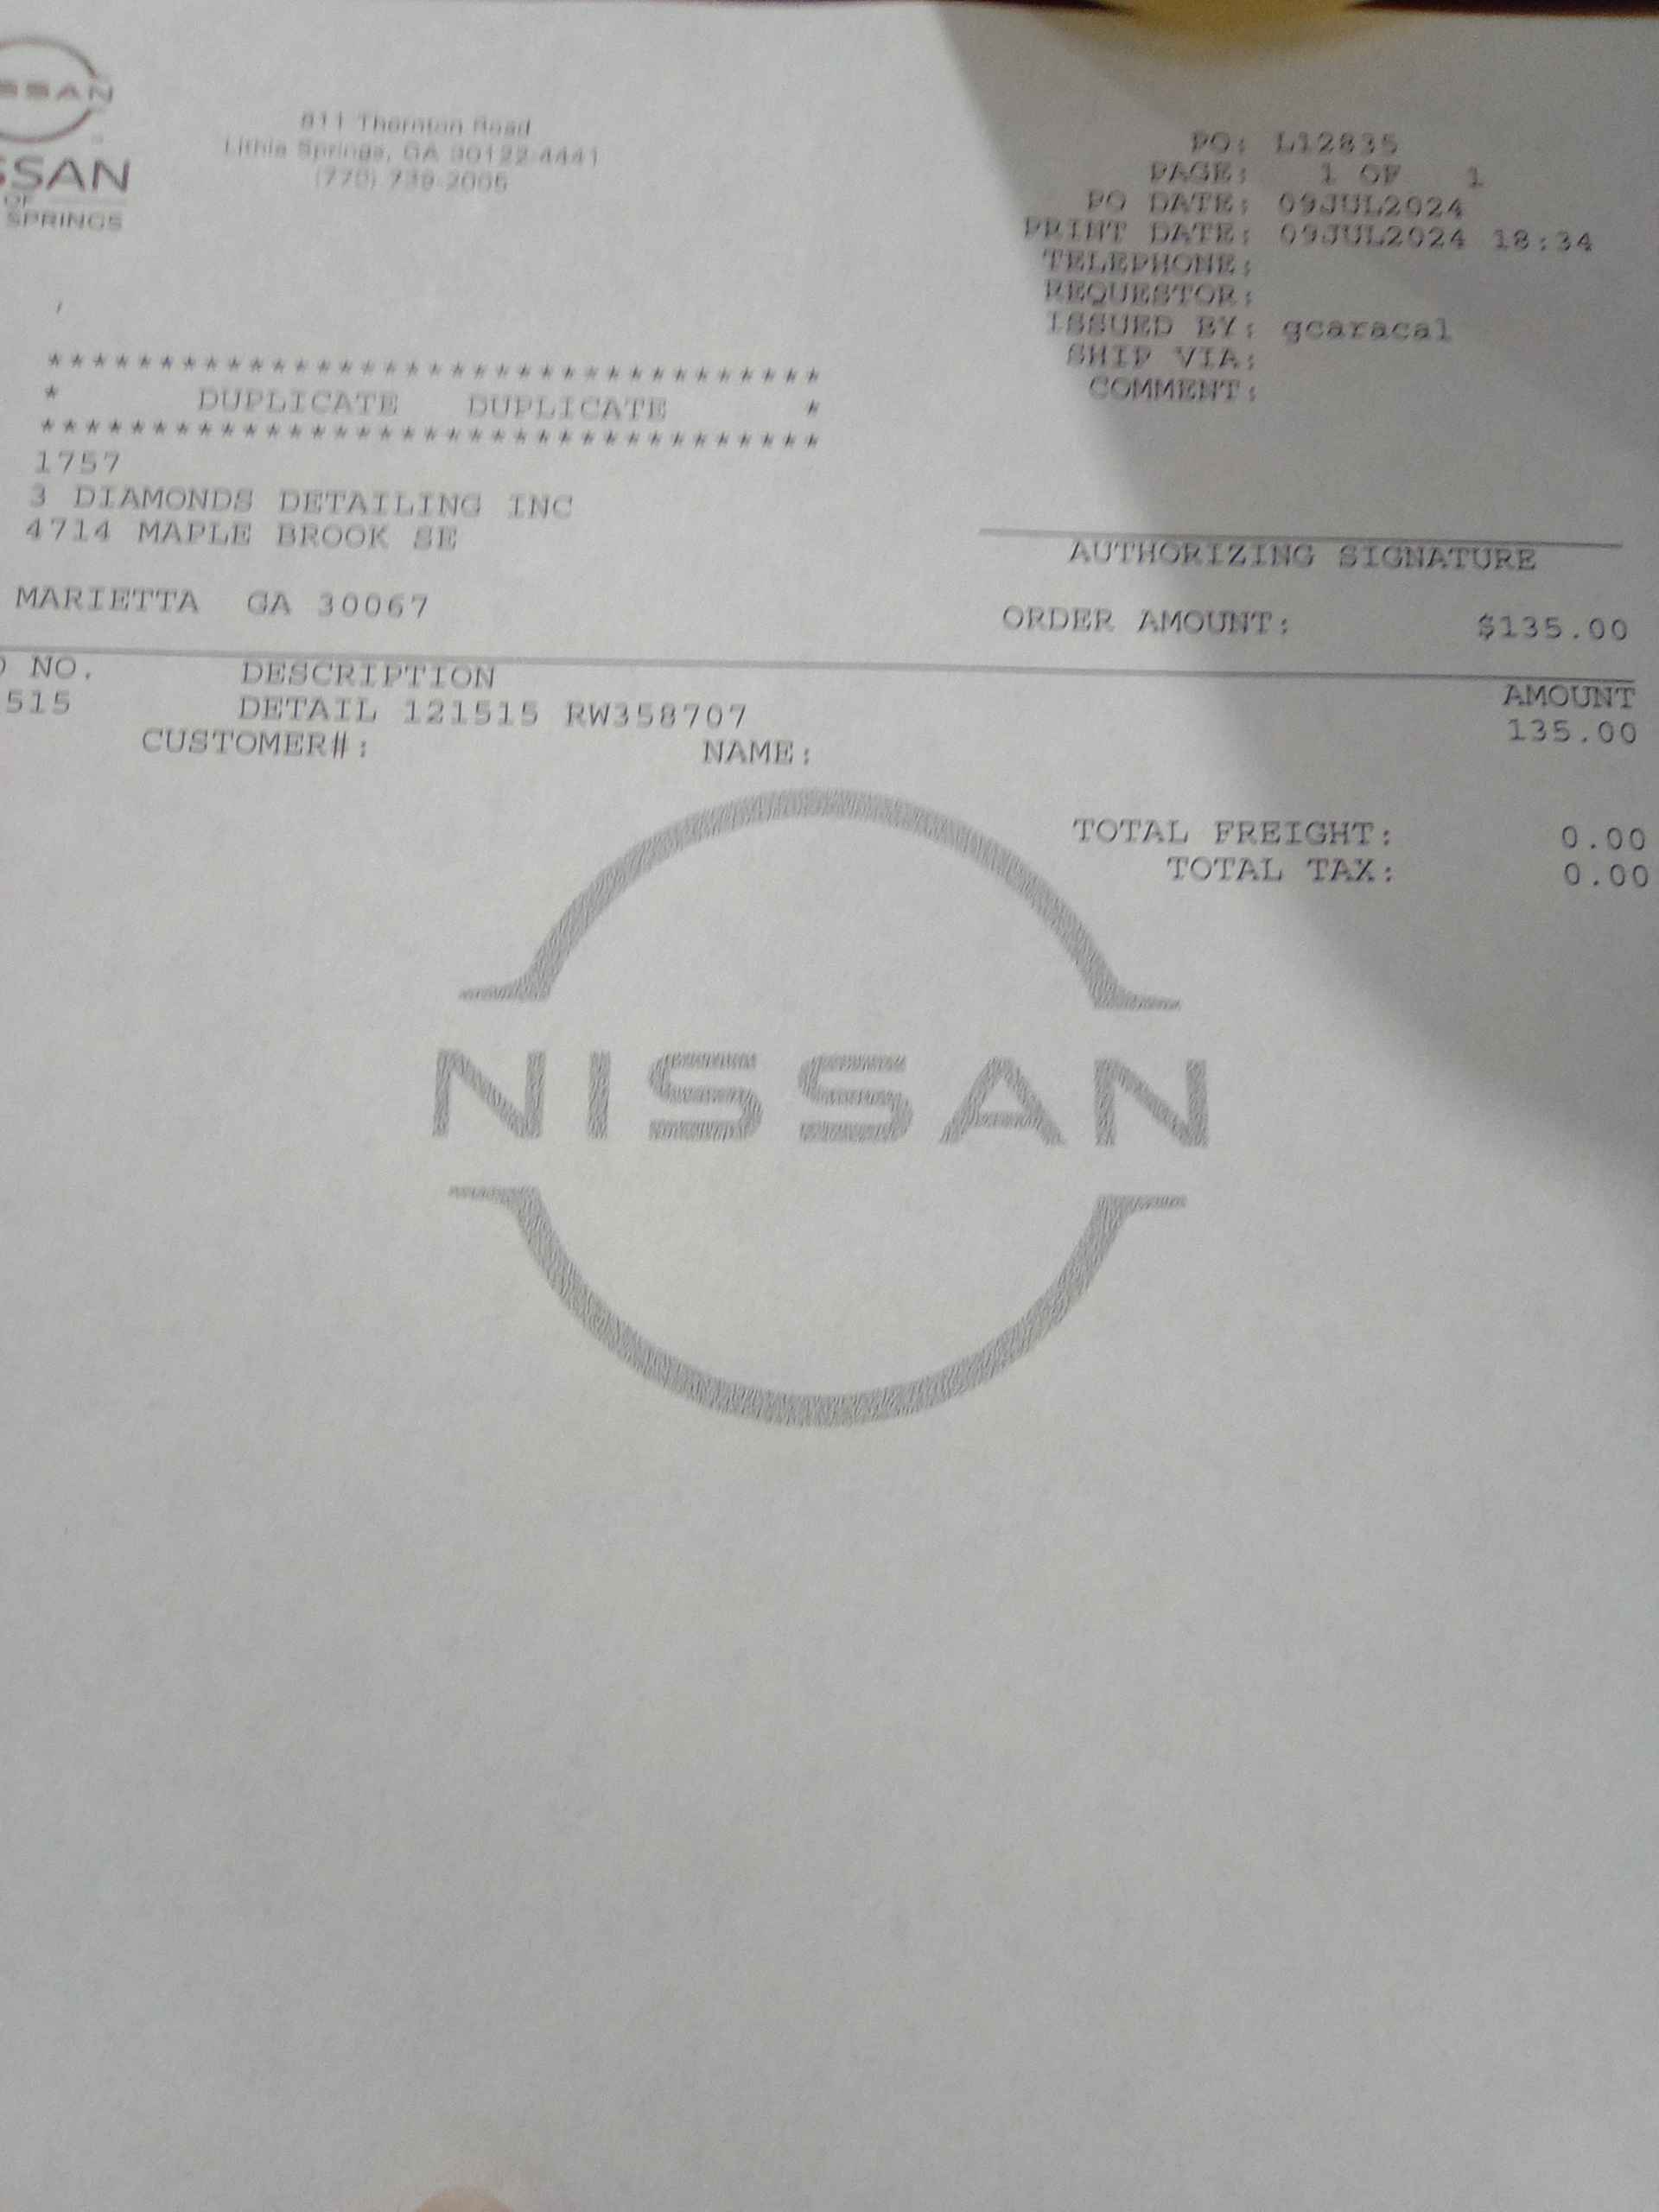 SSAN
SSAN
OF
SPRINGS
811 Thornton Road
Lithia Springs, GA 30122-4441
(770) 739-2005
PO: L12835
PAGE: 1 OF 1
PO DATE: 09JUL2024
PRINT DATE: 09JUL2024 18:34
TELEPHONE:
REQUESTOR:
ISSUED BY: gcaracal
SHIP VIA:
COMMENT:
***********************************
* DUPLICATE DUPLICATE *
***********************************
1757
3 DIAMONDS DETAILING INC
4714 MAPLE BROOK SE
MARIETTA GA 30067
AUTHORIZING SIGNATURE
ORDER AMOUNT: $135.00
NO. DESCRIPTION AMOUNT
515 DETAIL 121515 RW358707 135.00
CUSTOMER#: NAME:
TOTAL FREIGHT: 0.00
TOTAL TAX: 0.00
NISSAN